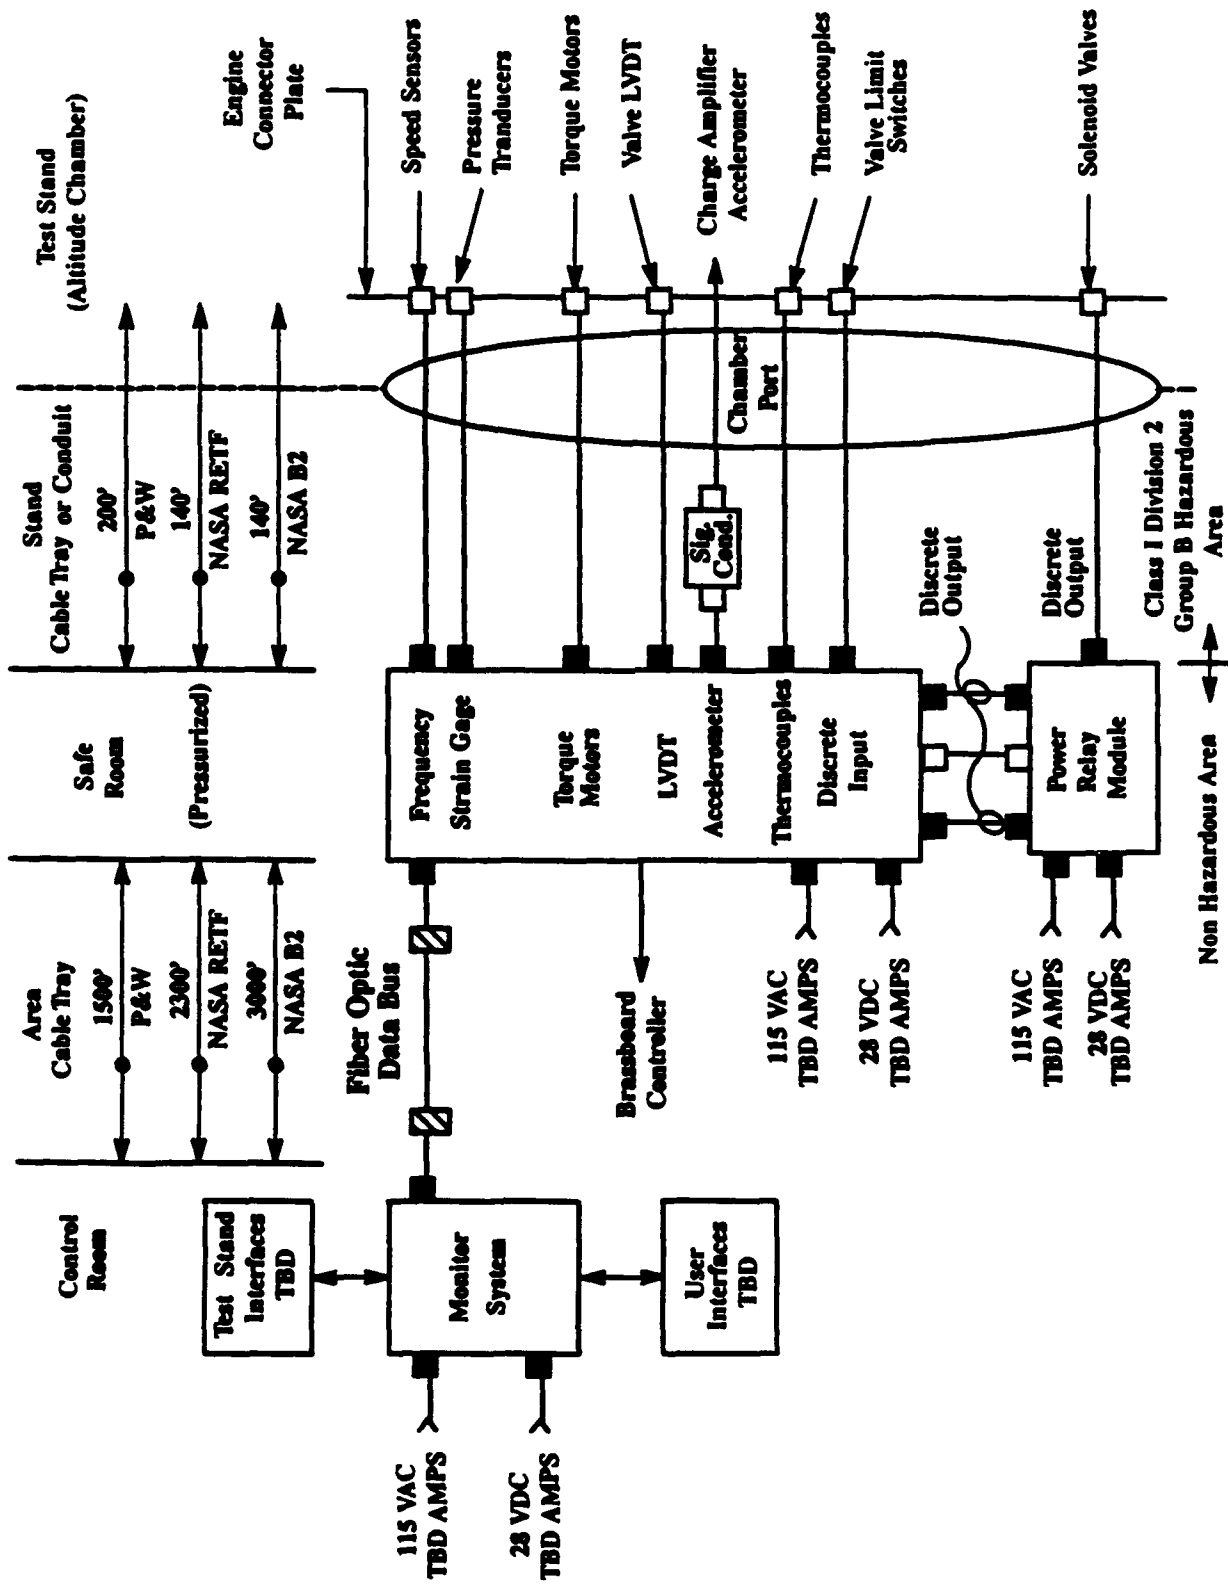 Control
Room
Area
Cable Tray
1500'
P&W
2300'
NASA RETF
3000'
NASA B2
Safe
Room
(Pressurized)
Stand
Cable Tray or Conduit
200'
P&W
140'
NASA RETF
140'
NASA B2
Test Stand
(Altitude Chamber)
Engine
Connector
Plate
Test Stand
Interfaces
TBD
Monitor
System
User
Interfaces
TBD
115 VAC
TBD AMPS
28 VDC
TBD AMPS
Fiber Optic
Data Bus
Brassboard
Controller
115 VAC
TBD AMPS
28 VDC
TBD AMPS
115 VAC
TBD AMPS
28 VDC
TBD AMPS
Frequency
Strain Gage
Torque
Motors
LVDT
Accelerometer
Thermocouples
Discrete
Input
Power
Relay
Module
Sig.
Cond.
Discrete
Output
Discrete
Output
Chamber
Port
Speed Sensors
Pressure
Tranducers
Torque Motors
Valve LVDT
Charge Amplifier
Accelerometer
Thermocouples
Valve Limit
Switches
Solenoid Valves
Non Hazardous Area
Class I Division 2
Group B Hazardous
Area